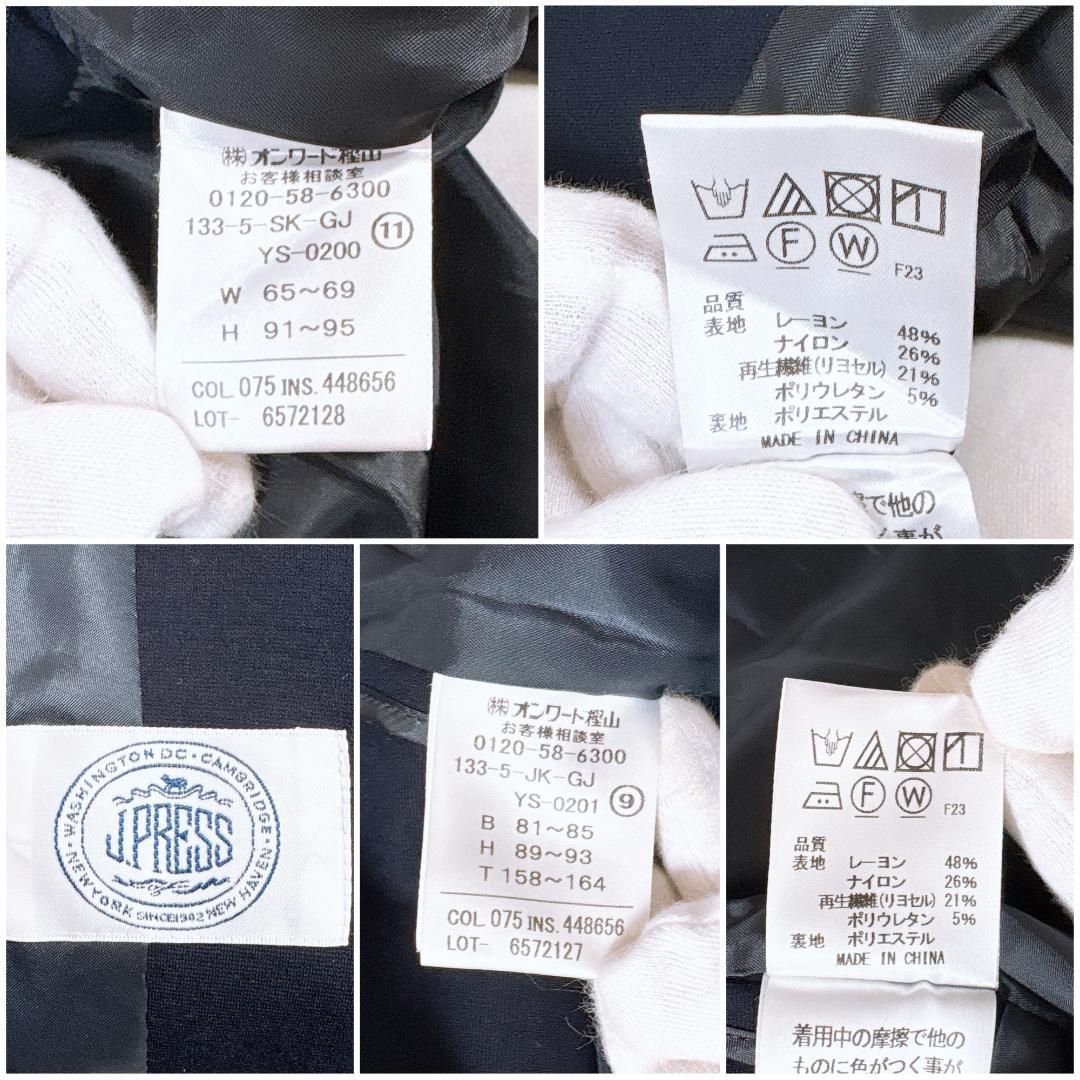 ㈱オンワード樫山
お客様相談室
0120-58-6300
133-5-SK-GJ
YS-0200 ⑪
W 65～69
H 91～95
COL.075 INS.448656
LOT- 6572128
F W F23
品質
表地 レーヨン 48%
ナイロン 26%
再生繊維(リヨセル) 21%
ポリウレタン 5%
裏地 ポリエステル
MADE IN CHINA
摩擦で他の
く事が
WASHINGTON DC・CAMBRIDGE・
J.PRESS
NEW YORK SINCE1902 NEW HAVEN
㈱オンワード樫山
お客様相談室
0120-58-6300
133-5-JK-GJ
YS-0201 ⑨
B 81～85
H 89～93
T 158～164
COL.075 INS.448656
LOT- 6572127
F W F23
品質
表地 レーヨン 48%
ナイロン 26%
再生繊維(リヨセル) 21%
ポリウレタン 5%
裏地 ポリエステル
MADE IN CHINA
着用中の摩擦で他の
ものに色がつく事が